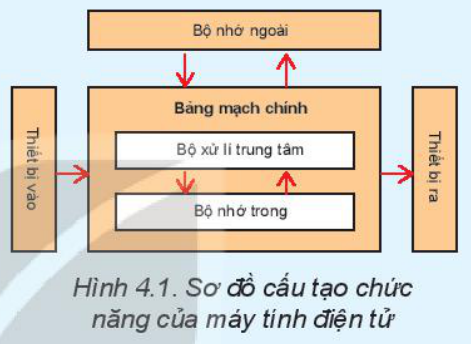 Bộ nhớ ngoài
Thiết bị vào
Bảng mạch chính
Bộ xử lí trung tâm
Bộ nhớ trong
Thiết bị ra
Hình 4.1. Sơ đồ cấu tạo chức
năng của máy tính điện tử